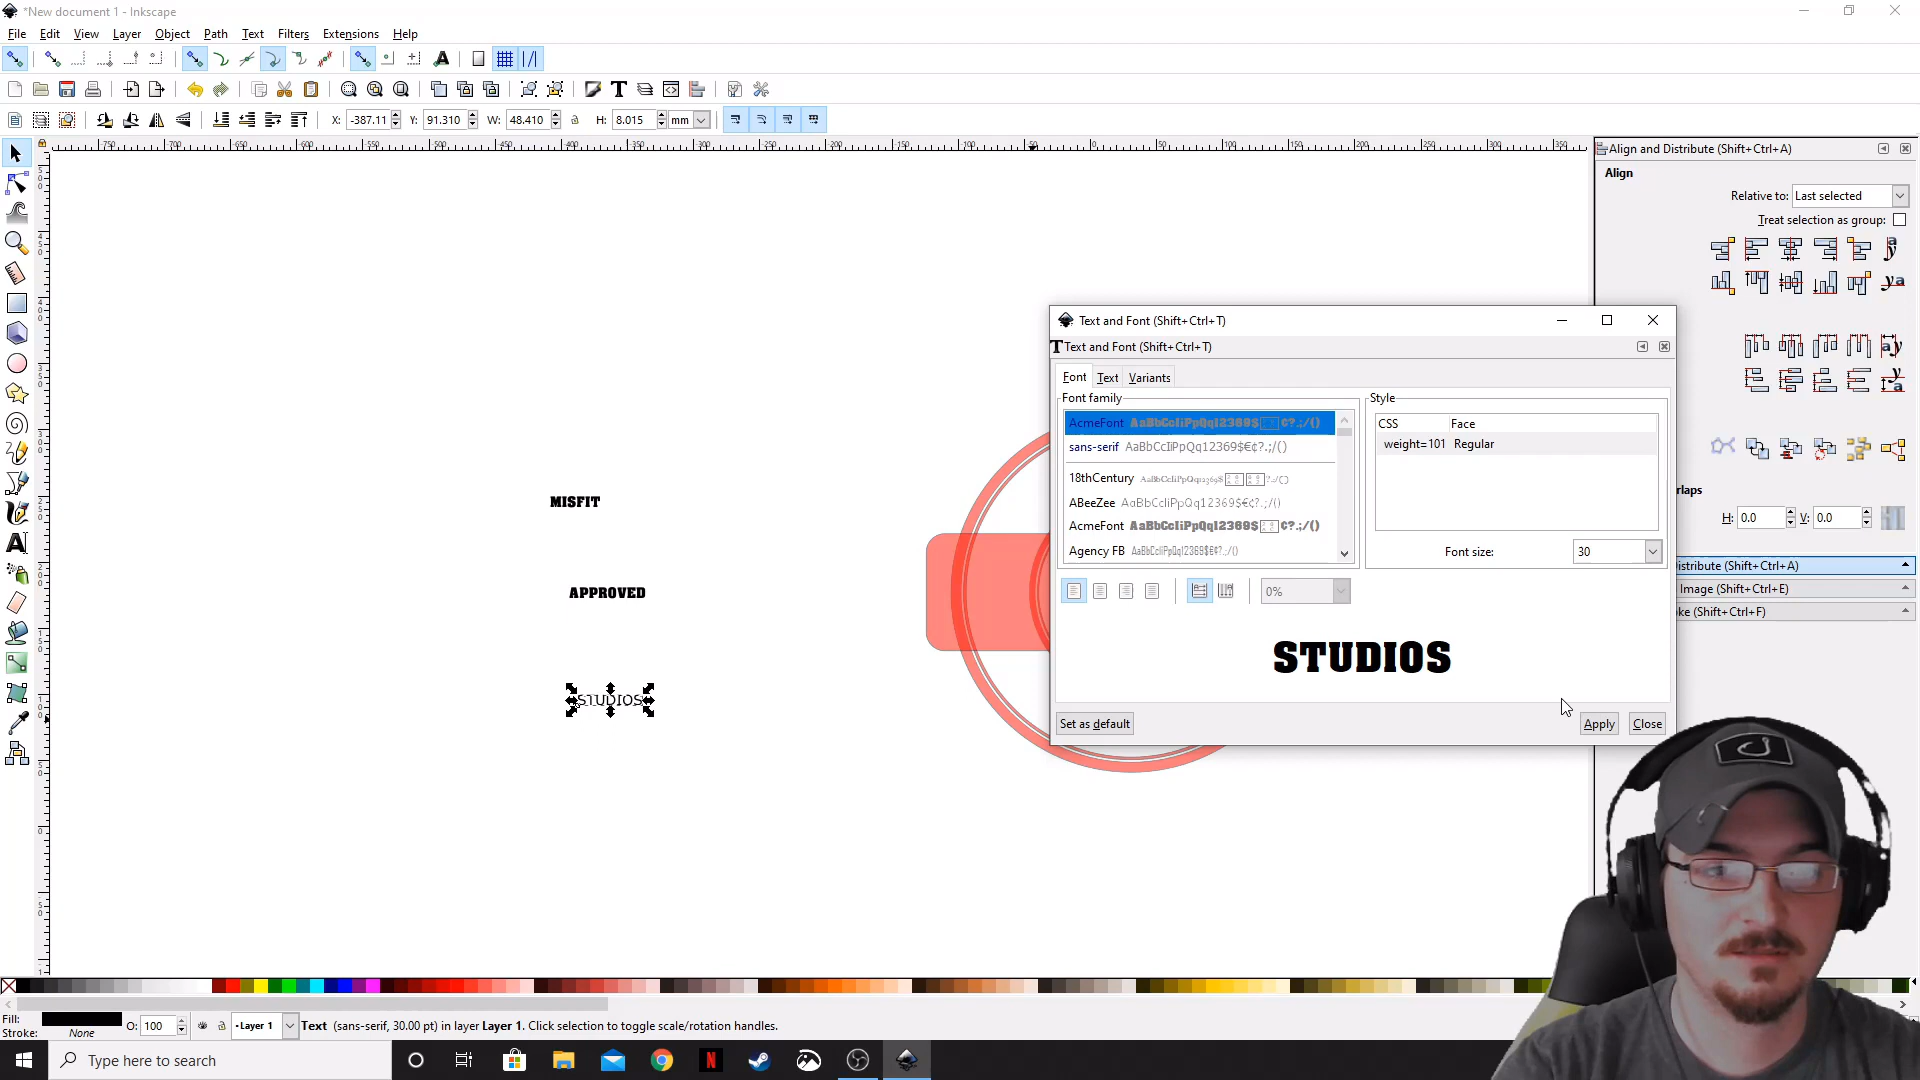 *New document 1 - Inkscape
File Edit View Layer Object Path Text Filters Extensions Help
X: -387.11 Y: 91.310 W: 48.410 H: 8.015 mm
Align and Distribute (Shift+Ctrl+A)
Align
Relative to: Last selected
Treat selection as group:
Text and Font (Shift+Ctrl+T)
Text and Font (Shift+Ctrl+T)
Font Text Variants
Font family
Style
AcmeFont AaBbCcIiPpQq12369$ ¢?.;/()
CSS Face
sans-serif AaBbCcIiPpQq12369$€¢?.;/()
weight=101 Regular
18thCentury AaBbCcIiPpQq12369$ ?.;/()
ABeeZee AaBbCcIiPpQq12369$€¢?.;/()
AcmeFont AaBbCcIiPpQq12369$ ¢?.;/()
Agency FB AaBbCcIiPpQq12369$€¢?.;/()
Font size: 30
0%
STUDIOS
Set as default Apply Close
rlaps
H: 0.0 V: 0.0
istribute (Shift+Ctrl+A)
Image (Shift+Ctrl+E)
ke (Shift+Ctrl+F)
MISFIT
APPROVED
STUDIOS
Fill:
Stroke: None
O: 100
Layer 1
Text (sans-serif, 30.00 pt) in layer Layer 1. Click selection to toggle scale/rotation handles.
Type here to search